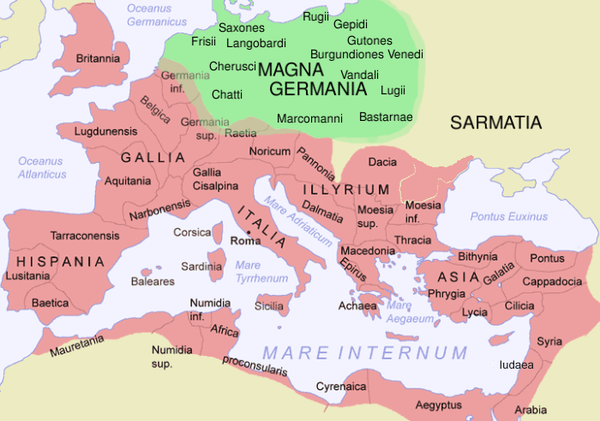 Oceanus
Germanicus
Rugii
Saxones
Gepidi
Frisii
Langobardi
Gutones
Burgundiones Venedi
Britannia
Cherusci
MAGNA
GERMANIA
Vandali
Germania
inf.
Chatti
Lugii
Belgica
Marcomanni
Bastarnae
Germania
sup.
Raetia
SARMATIA
Lugdunensis
GALLIA
Noricum
Pannonia
Dacia
Oceanus
Atlanticus
Aquitania
Gallia
Cisalpina
ILLYRIUM
Narbonensis
Dalmatia
Moesia
sup.
Moesia
inf.
Pontus Euxinus
Mare Adriaticum
ITALIA
Corsica
Roma
Tarraconensis
Thracia
Macedonia
Bithynia
Pontus
HISPANIA
Lusitania
Sardinia
Mare
Tyrrhenum
Epirus
ASIA
Galatia
Cappadocia
Baleares
Phrygia
Baetica
Numidia
inf.
Sicilia
Achaea
Mare
Aegaeum
Lycia
Cilicia
Africa
Mauretania
Numidia
sup.
proconsularis
MARE INTERNUM
Syria
Iudaea
Cyrenaica
Aegyptus
Arabia